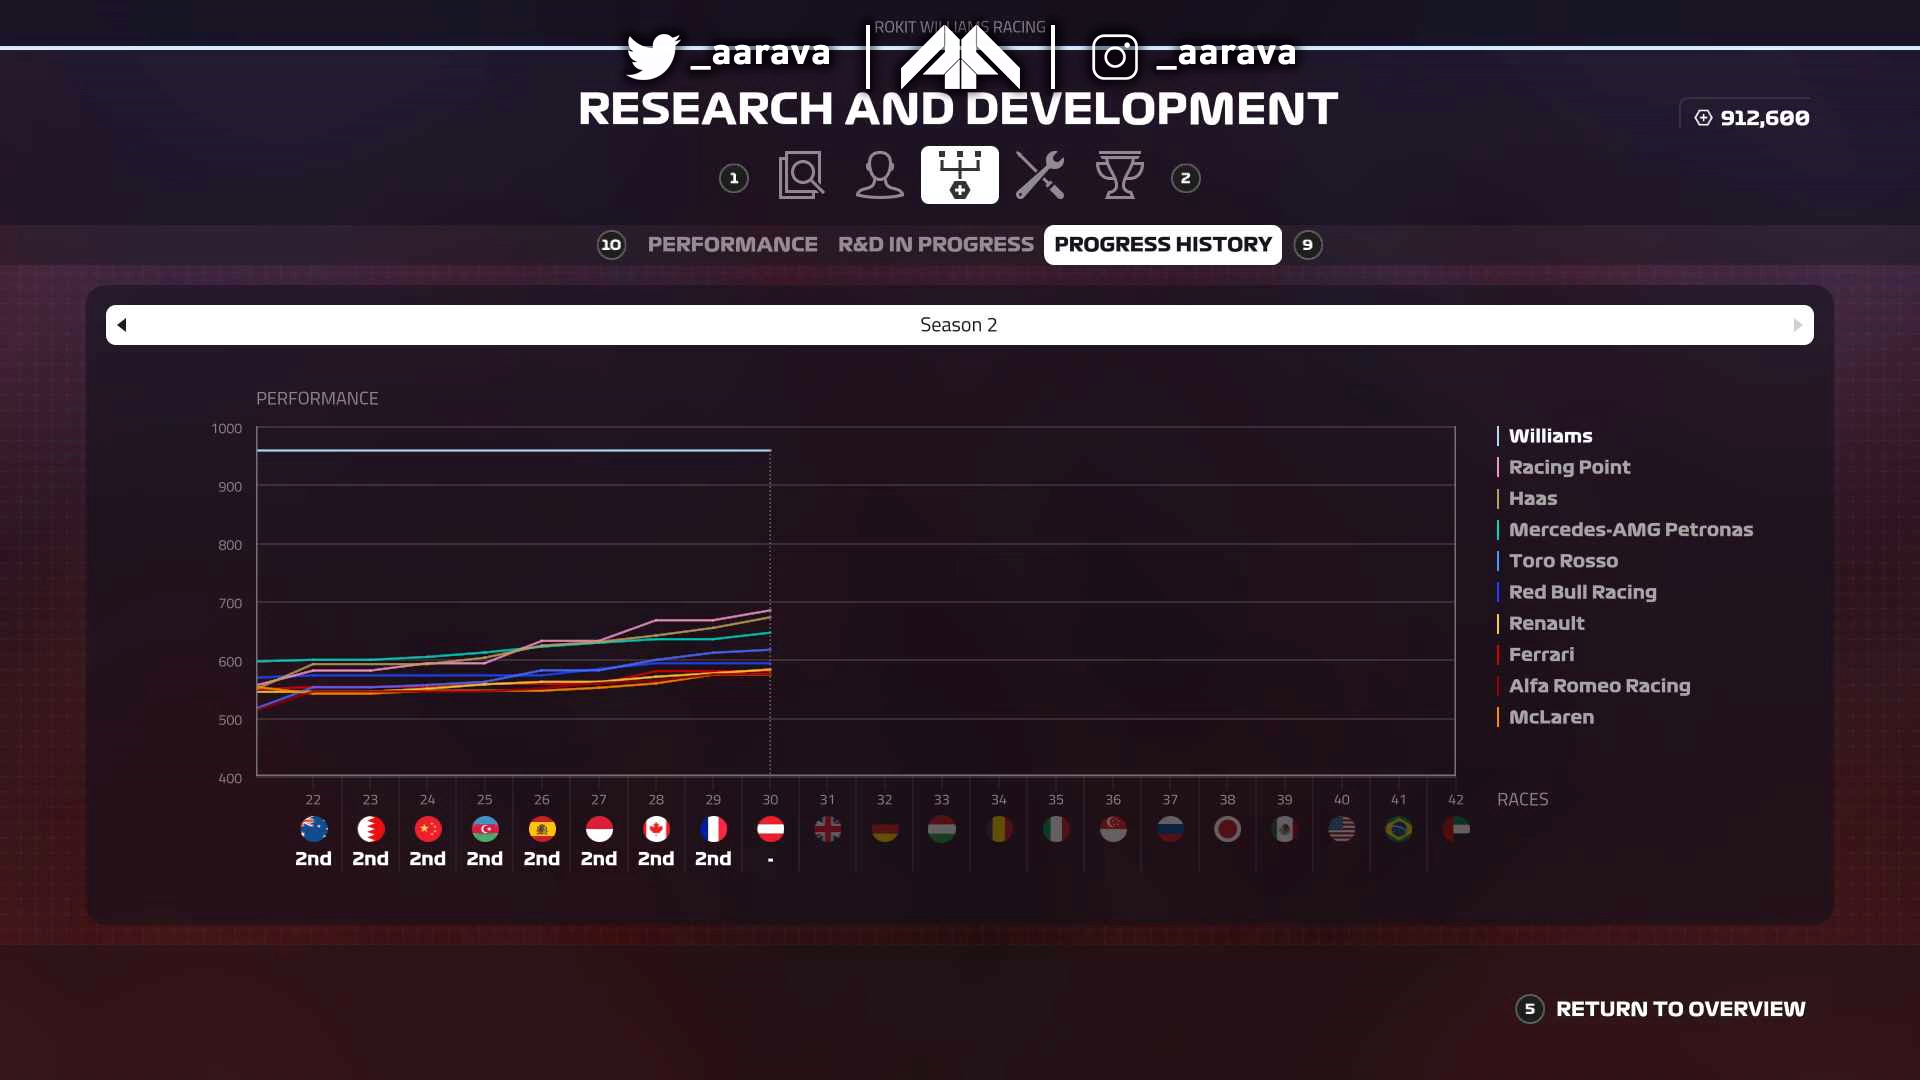 ROKIT WILLIAMS RACING
_aarava
_aarava
RESEARCH AND DEVELOPMENT
912,600
1
2
10 PERFORMANCE R&D IN PROGRESS PROGRESS HISTORY 9
Season 2
PERFORMANCE
1000
900
800
700
600
500
400
Williams
Racing Point
Haas
Mercedes-AMG Petronas
Toro Rosso
Red Bull Racing
Renault
Ferrari
Alfa Romeo Racing
McLaren
22 23 24 25 26 27 28 29 30 31 32 33 34 35 36 37 38 39 40 41 42 RACES
2nd 2nd 2nd 2nd 2nd 2nd 2nd 2nd -
5 RETURN TO OVERVIEW